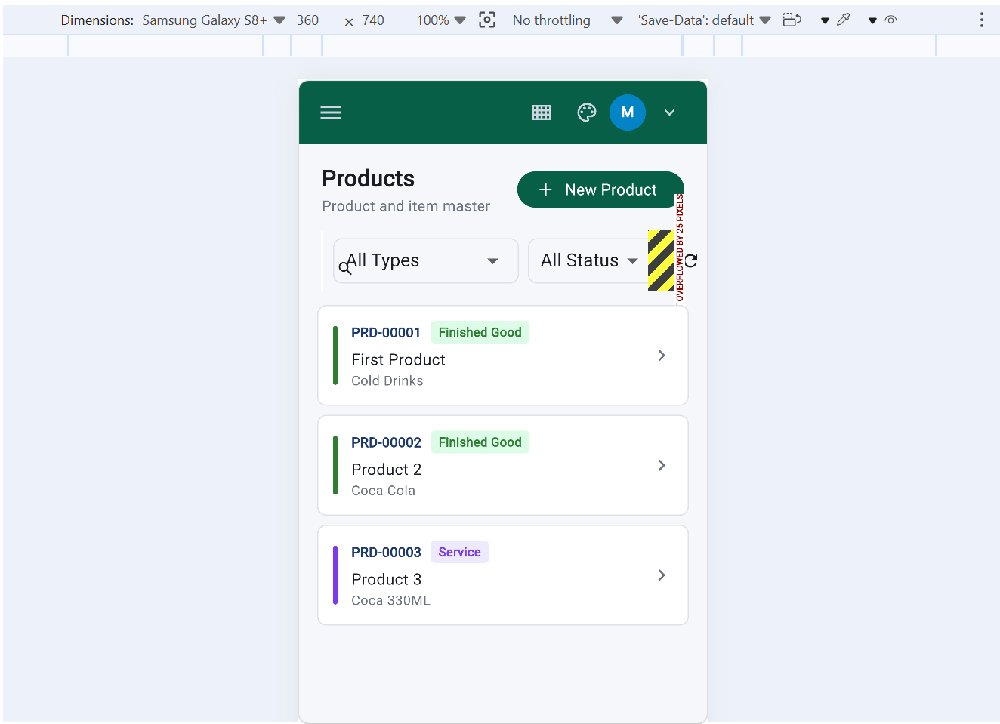 Dimensions: Samsung Galaxy S8+ 360 × 740 100% No throttling 'Save-Data': default
M
Products
Product and item master
+ New Product
All Types
All Status
OVERFLOWED BY 25 PIXELS
PRD-00001 Finished Good
First Product
Cold Drinks
PRD-00002 Finished Good
Product 2
Coca Cola
PRD-00003 Service
Product 3
Coca 330ML